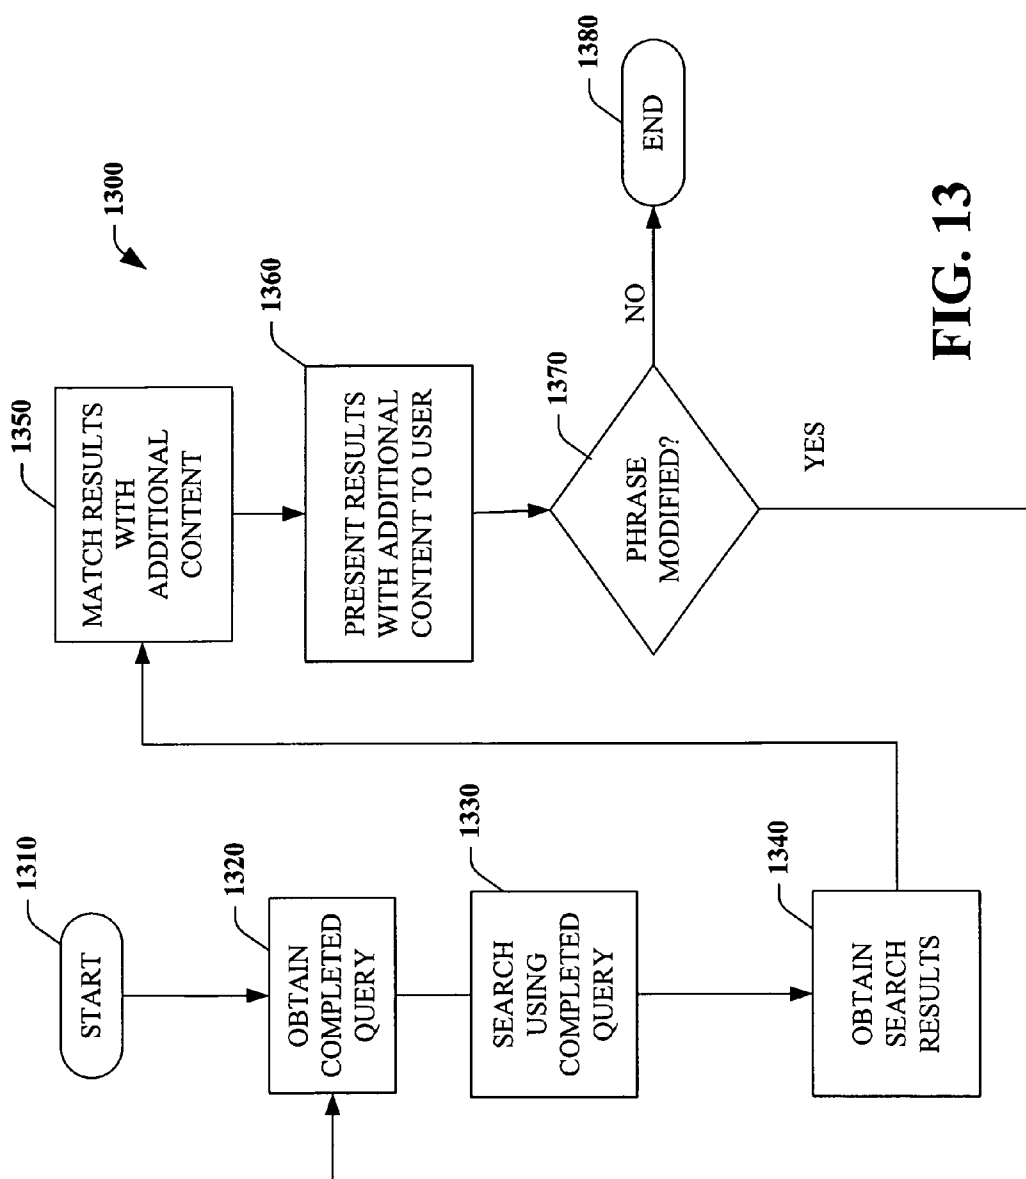 1300
1310
START
1320
OBTAIN
COMPLETED
QUERY
1330
SEARCH
USING
COMPLETED
QUERY
1340
OBTAIN
SEARCH
RESULTS
1350
MATCH RESULTS
WITH
ADDITIONAL
CONTENT
1360
PRESENT RESULTS
WITH ADDITIONAL
CONTENT TO USER
1370
PHRASE
MODIFIED?
NO
YES
1380
END
FIG. 13